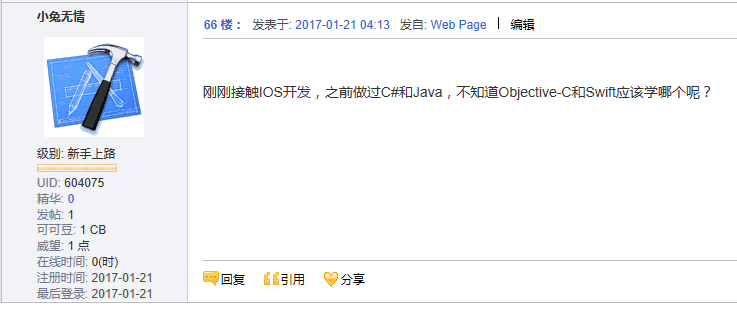 小兔无情
66 楼： 发表于: 2017-01-21 04:13 发自: Web Page | 编辑
刚刚接触IOS开发，之前做过C#和Java，不知道Objective-C和Swift应该学哪个呢？
级别: 新手上路
UID: 604075
精华: 0
发帖: 1
可可豆: 1 CB
威望: 1 点
在线时间: 0(时)
注册时间: 2017-01-21
最后登录: 2017-01-21
回复 引用 分享